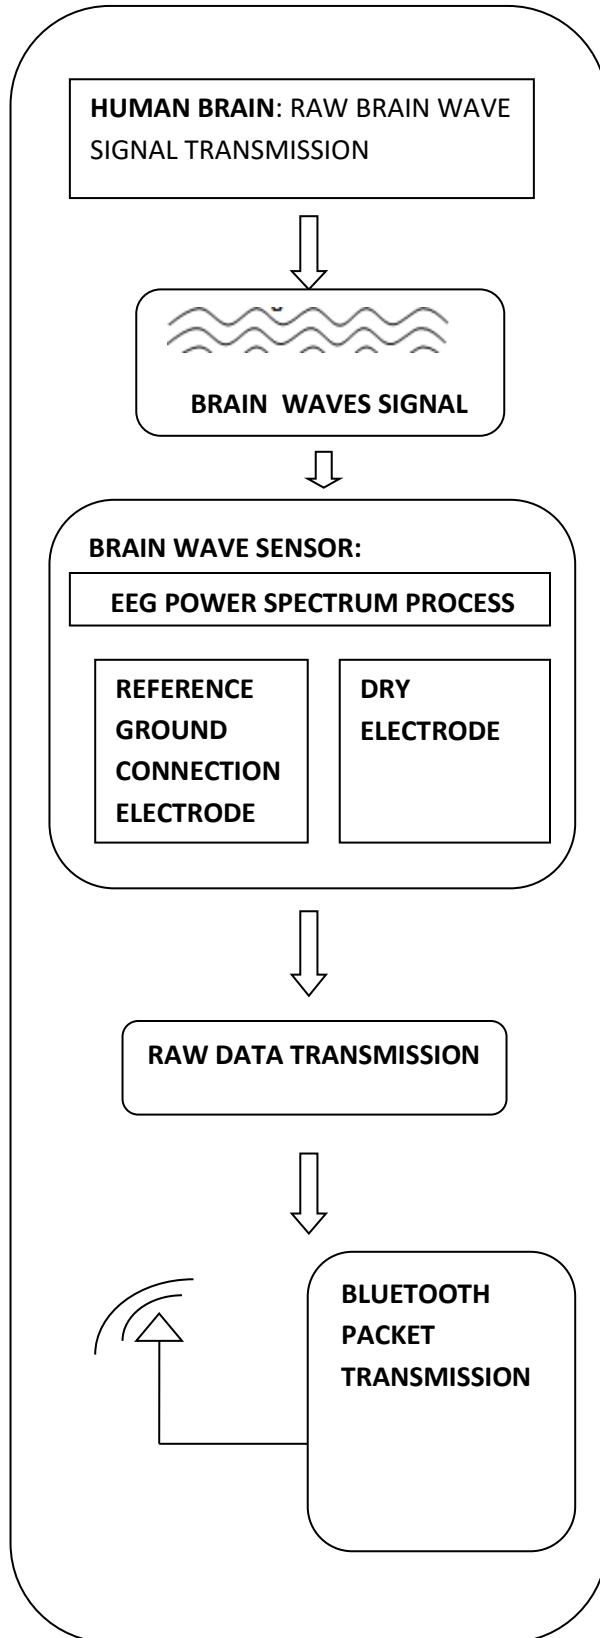 HUMAN BRAIN: RAW BRAIN WAVE
SIGNAL TRANSMISSION
BRAIN WAVES SIGNAL
BRAIN WAVE SENSOR:
EEG POWER SPECTRUM PROCESS
REFERENCE
GROUND
CONNECTION
ELECTRODE
DRY
ELECTRODE
RAW DATA TRANSMISSION
BLUETOOTH
PACKET
TRANSMISSION